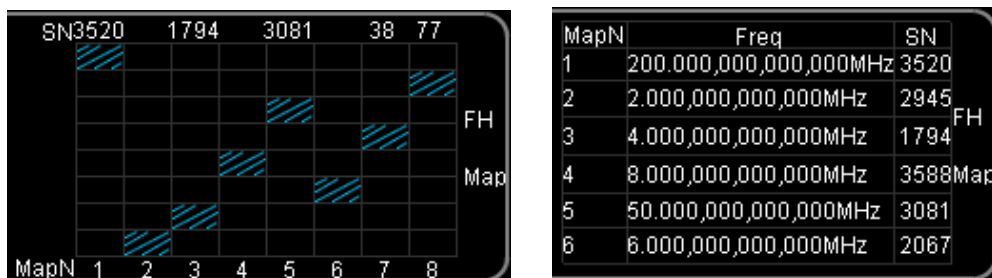 SN3520 1794 3081 38 77
FH
Map
MapN 1 2 3 4 5 6 7 8
MapN Freq SN
1 200.000,000,000,000MHz 3520
2 2.000,000,000,000MHz 2945
FH
3 4.000,000,000,000MHz 1794
4 8.000,000,000,000MHz 3588
Map
5 50.000,000,000,000MHz 3081
6 6.000,000,000,000MHz 2067